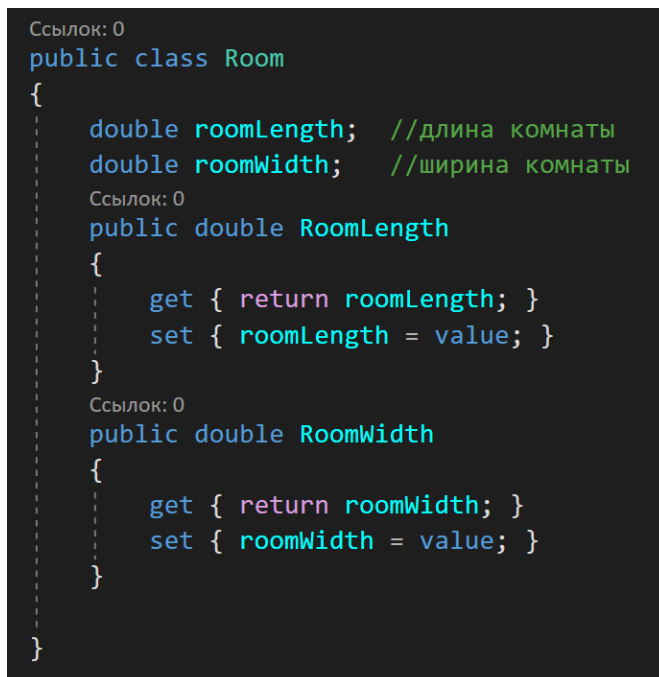 Ссылок: 0
public class Room
{
double roomLength; //длина комнаты
double roomWidth; //ширина комнаты
Ссылок: 0
public double RoomLength
{
get { return roomLength; }
set { roomLength = value; }
}
Ссылок: 0
public double RoomWidth
{
get { return roomWidth; }
set { roomWidth = value; }
}
}